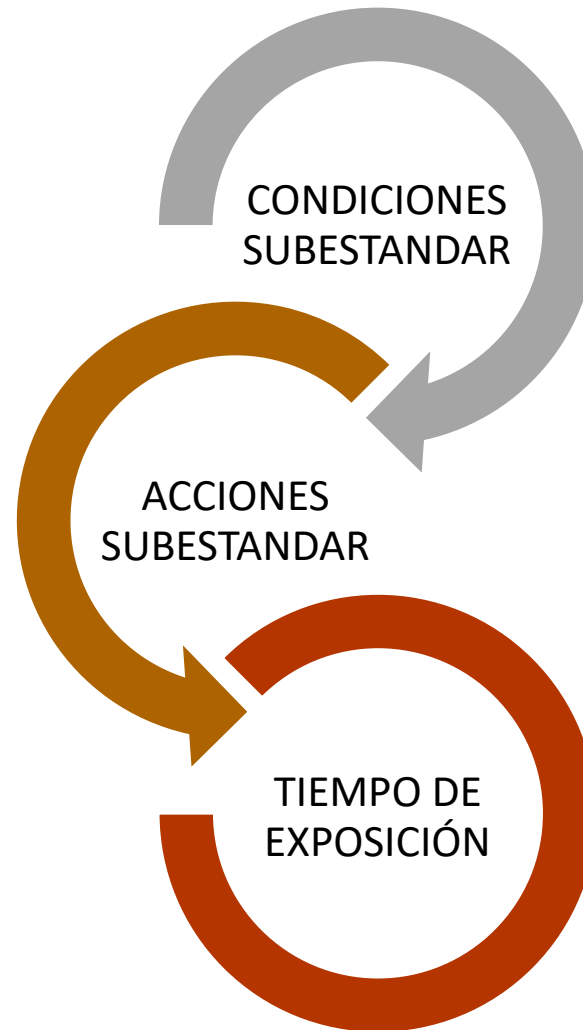 CONDICIONES
SUBESTANDAR
ACCIONES
SUBESTANDAR
TIEMPO DE
EXPOSICIÓN